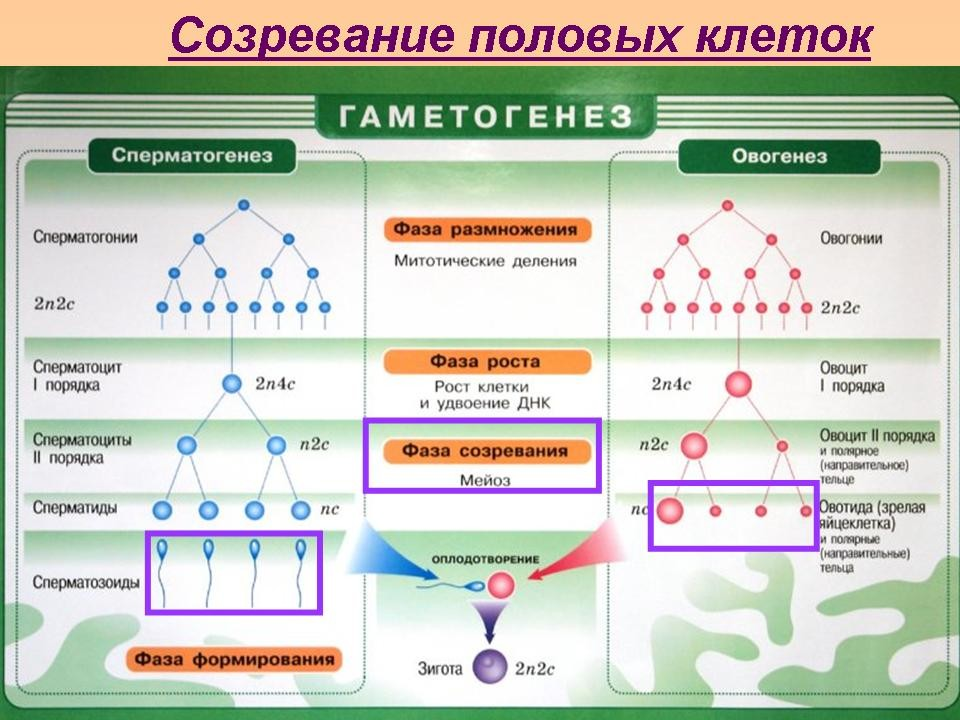 Созревание половых клеток
ГАМЕТОГЕНЕЗ
Сперматогенез
Овогенез
Фаза размножения
Митотические деления
Сперматогонии
2n2c
Овогонии
2n2c
Фаза роста
Рост клетки
и удвоение ДНК
Сперматоцит
I порядка
2n4c
2n4c
Овоцит
I порядка
Фаза созревания
Мейоз
Сперматоциты
II порядка
n2c
n2c
Овоцит II порядка
и полярное
(направительное)
тельце
Сперматиды
nc
nc
Овотида (зрелая
яйцеклетка)
и полярные
(направительные)
тельца
Сперматозоиды
Фаза формирования
ОПЛОДОТВОРЕНИЕ
Зигота
2n2c